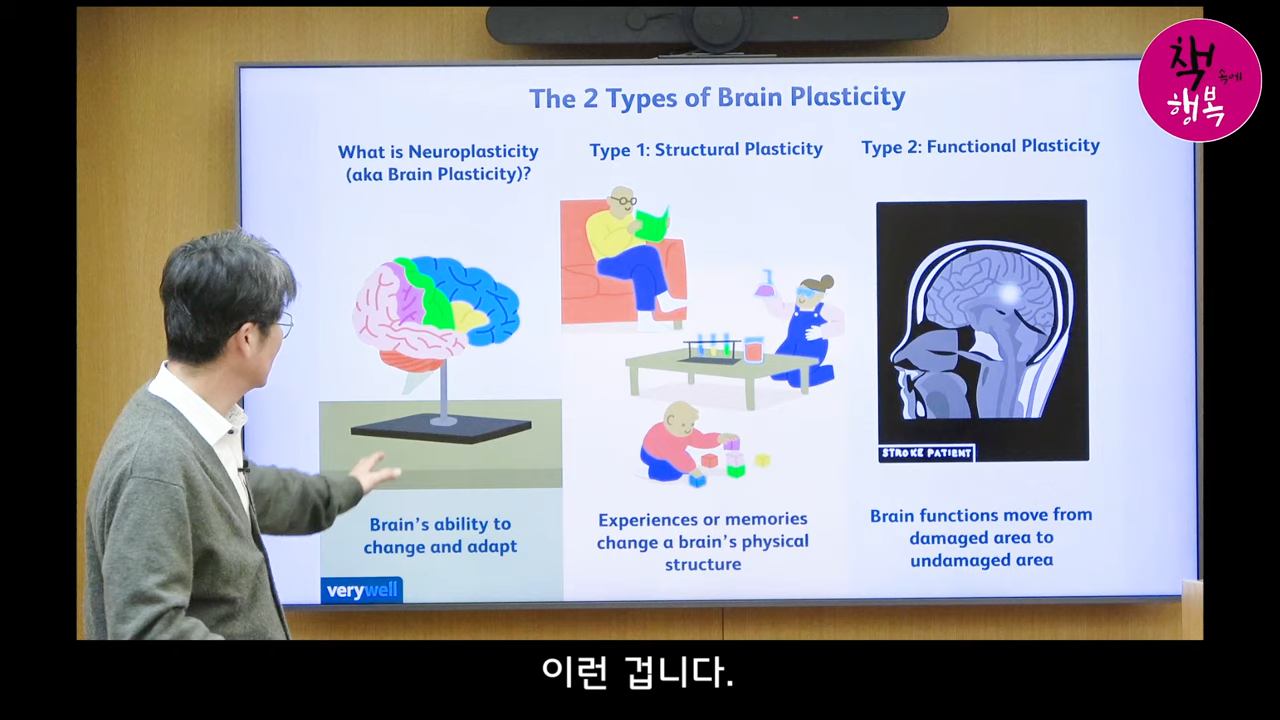 책
속에
행복
The 2 Types of Brain Plasticity
What is Neuroplasticity
(aka Brain Plasticity)?
Brain's ability to
change and adapt
verywell
Type 1: Structural Plasticity
Experiences or memories
change a brain's physical
structure
Type 2: Functional Plasticity
STROKE PATIENT
Brain functions move from
damaged area to
undamaged area
이런 겁니다.